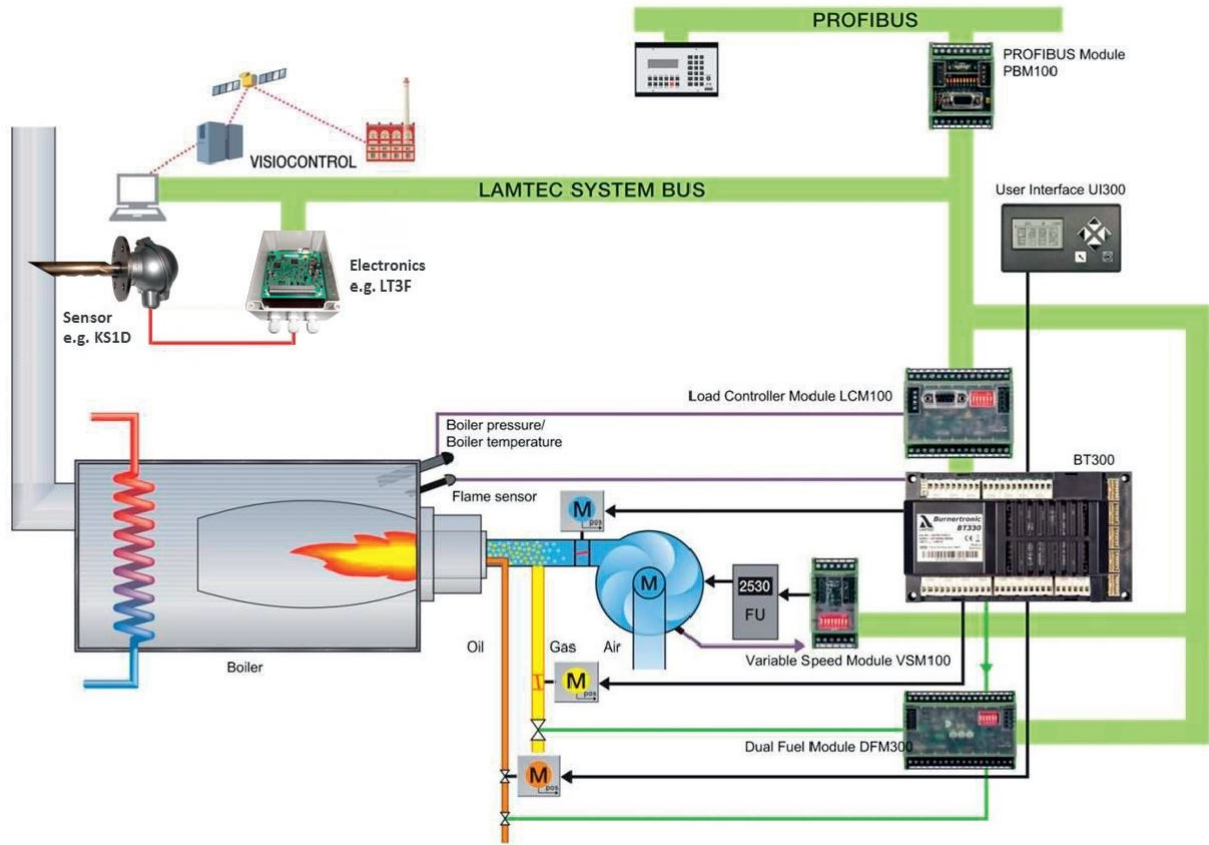 PROFIBUS
PROFIBUS Module
PBM100
VISIOCONTROL
LAMTEC SYSTEM BUS
User Interface UI300
Electronics
e.g. LT3F
Sensor
e.g. KS1D
Load Controller Module LCM100
Boiler pressure/
Boiler temperature
BT300
Flame sensor
M
pos
LAMTEC
Burnertronic
BT330
M
2530
FU
Oil
Gas
Air
Boiler
Variable Speed Module VSM100
M
pos
Dual Fuel Module DFM300
M
pos